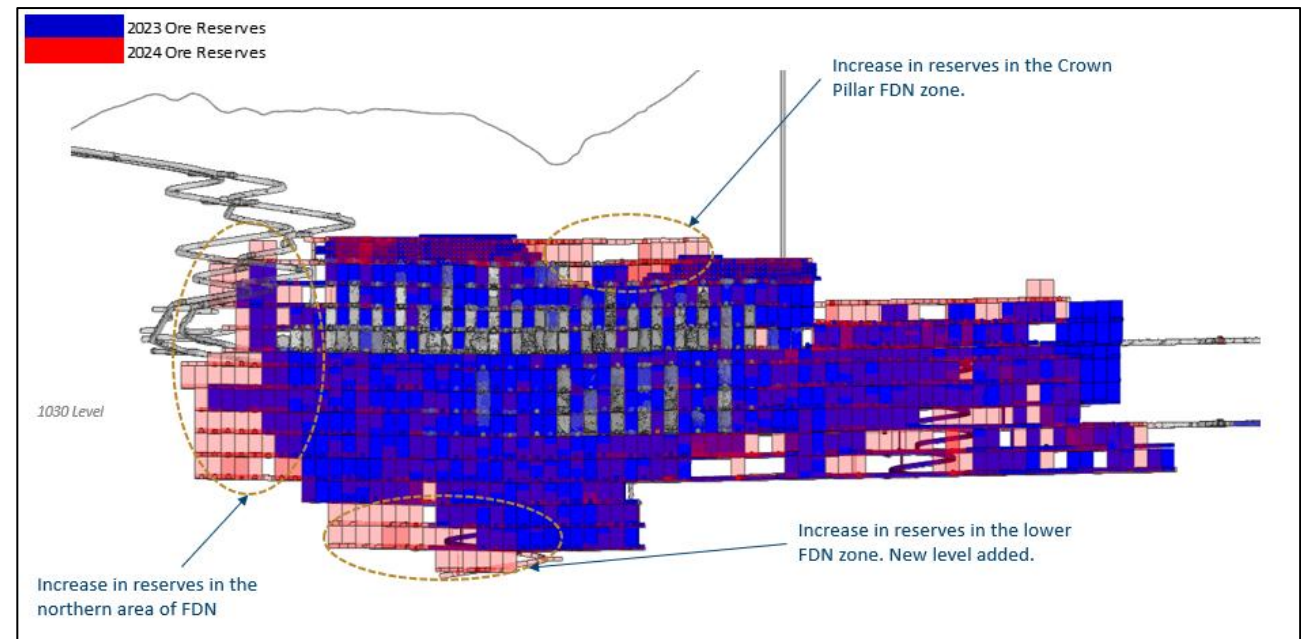 2023 Ore Reserves
2024 Ore Reserves
Increase in reserves in the Crown
Pillar FDN zone.
1030 Level
Increase in reserves in the lower
FDN zone. New level added.
Increase in reserves in the
northern area of FDN